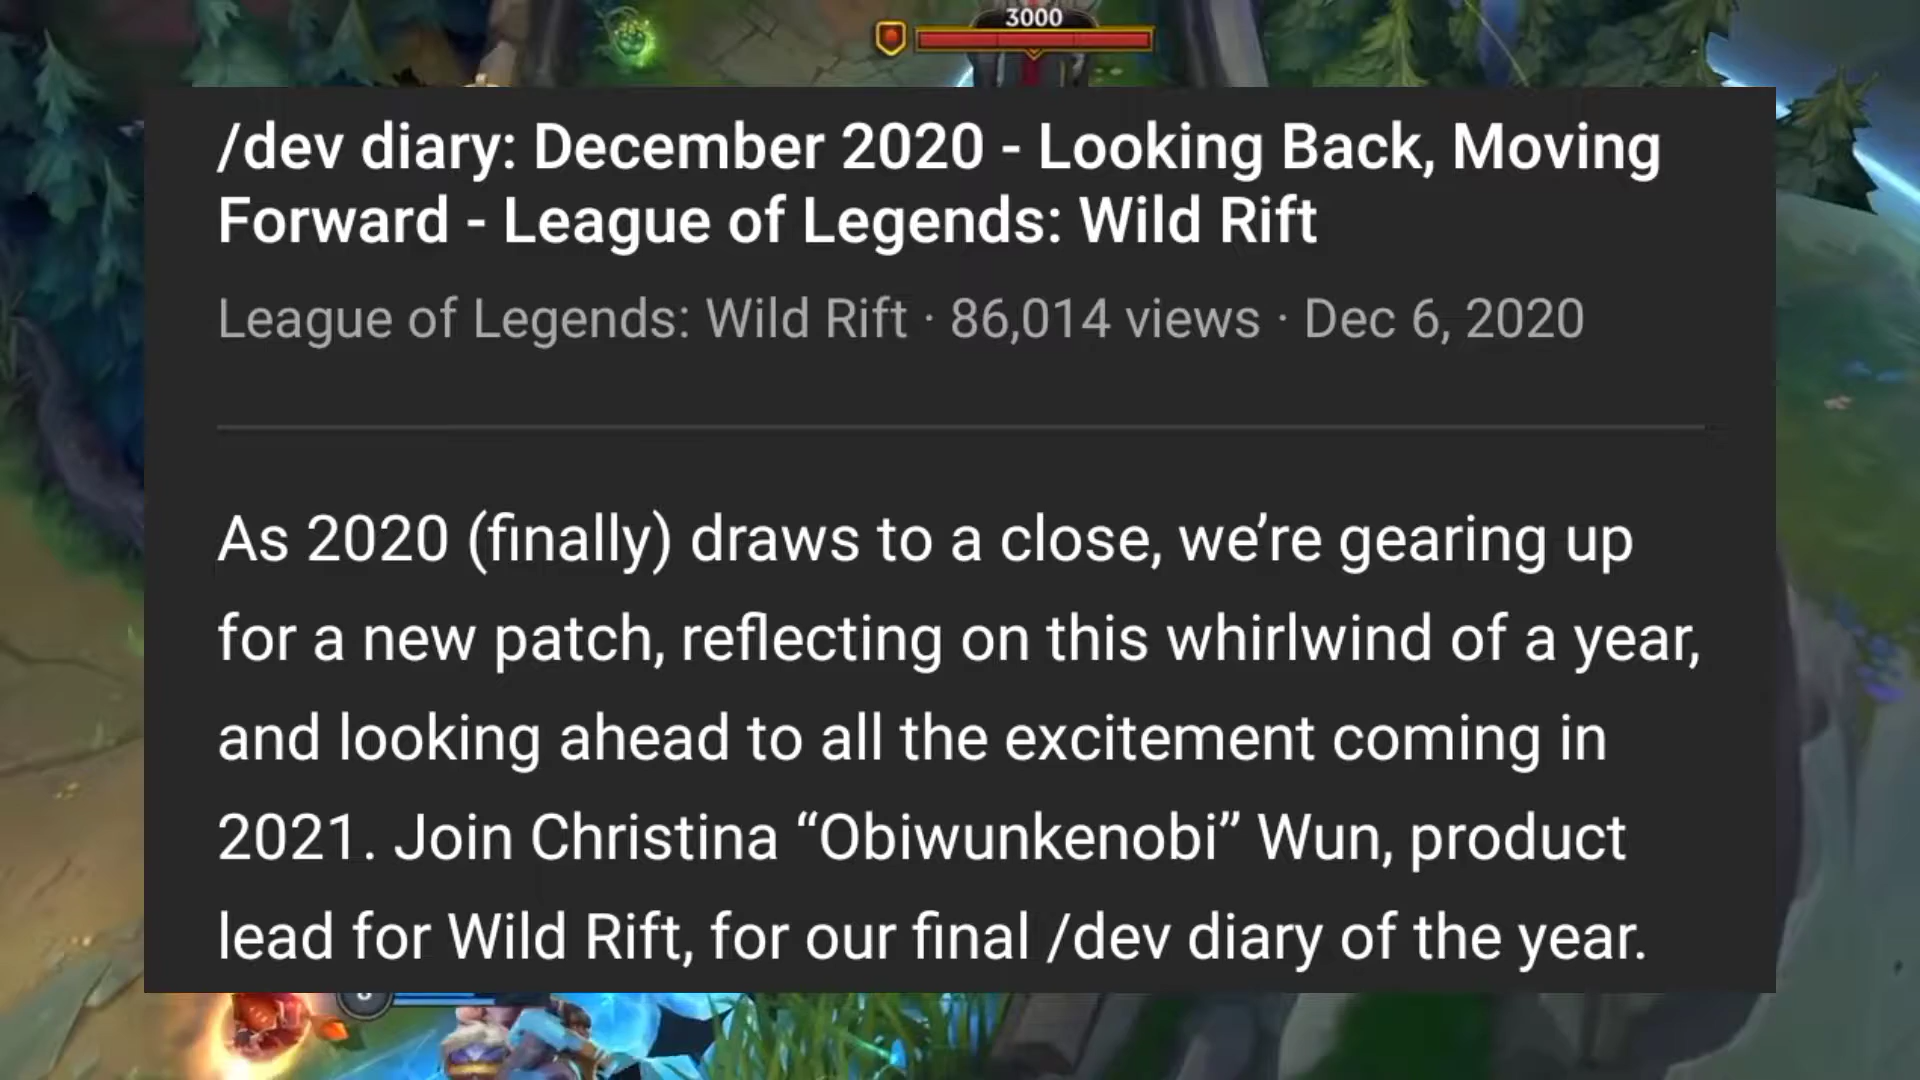 3000
/dev diary: December 2020 - Looking Back, Moving
Forward - League of Legends: Wild Rift
League of Legends: Wild Rift · 86,014 views · Dec 6, 2020
As 2020 (finally) draws to a close, we’re gearing up
for a new patch, reflecting on this whirlwind of a year,
and looking ahead to all the excitement coming in
2021. Join Christina “Obiwunkenobi” Wun, product
lead for Wild Rift, for our final /dev diary of the year.